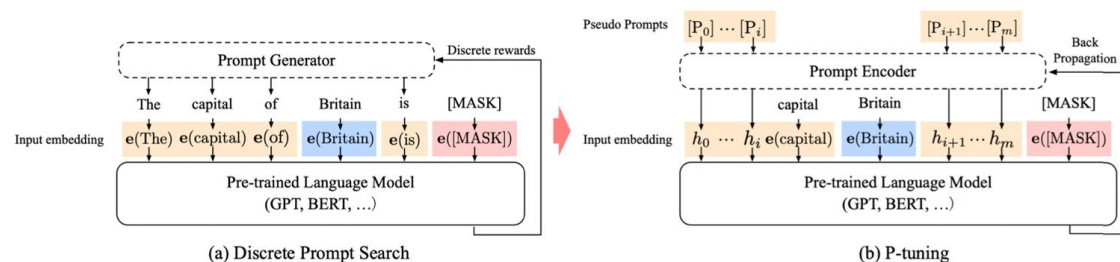 Prompt Generator
Discrete rewards
The capital of Britain is [MASK]
Input embedding e(The) e(capital) e(of) e(Britain) e(is) e([MASK])
Pre-trained Language Model
(GPT, BERT, ...)
(a) Discrete Prompt Search
Pseudo Prompts [P0] ... [Pi] [Pi+1] ... [Pm]
Back
Propagation
Prompt Encoder
capital Britain [MASK]
Input embedding h0 ... hi e(capital) e(Britain) hi+1 ... hm e([MASK])
Pre-trained Language Model
(GPT, BERT, ...)
(b) P-tuning